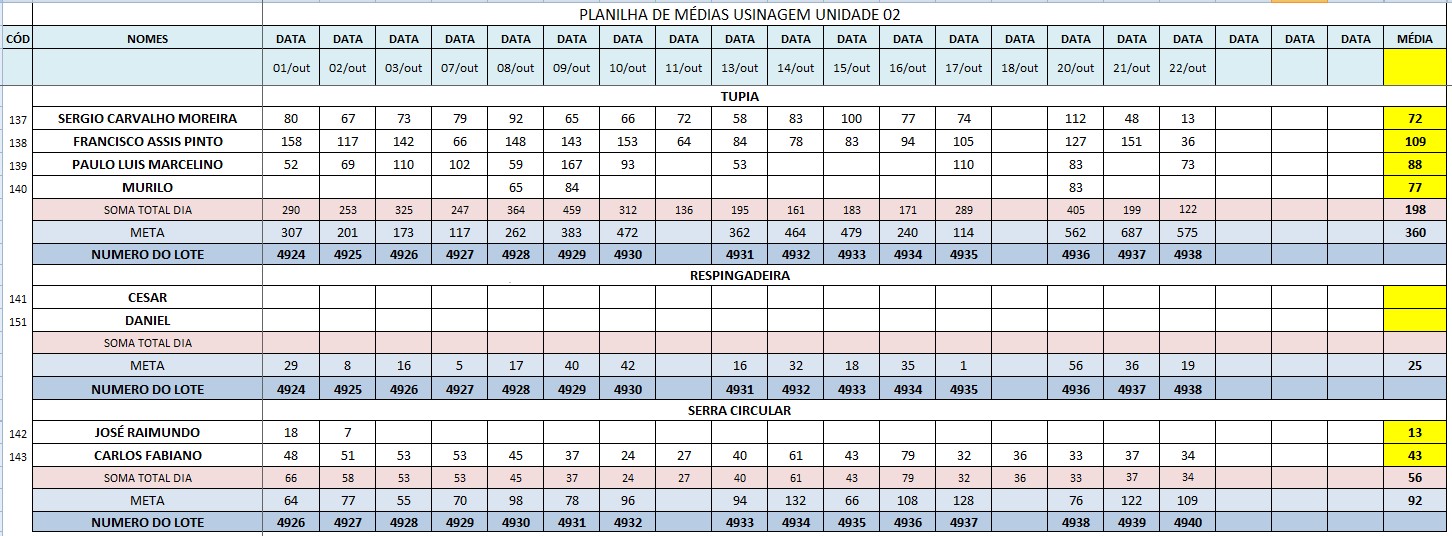 PLANILHA DE MÉDIAS USINAGEM UNIDADE 02
CÓD NOMES DATA DATA DATA DATA DATA DATA DATA DATA DATA DATA DATA DATA DATA DATA DATA DATA DATA DATA DATA DATA MÉDIA
01/out 02/out 03/out 07/out 08/out 09/out 10/out 11/out 13/out 14/out 15/out 16/out 17/out 18/out 20/out 21/out 22/out
TUPIA
137 SERGIO CARVALHO MOREIRA 80 67 73 79 92 65 66 72 58 83 100 77 74 112 48 13 72
138 FRANCISCO ASSIS PINTO 158 117 142 66 148 143 153 64 84 78 83 94 105 127 151 36 109
139 PAULO LUIS MARCELINO 52 69 110 102 59 167 93 53 110 83 73 88
140 MURILO 65 84 83 77
SOMA TOTAL DIA 290 253 325 247 364 459 312 136 195 161 183 171 289 405 199 122 198
META 307 201 173 117 262 383 472 362 464 479 240 114 562 687 575 360
NUMERO DO LOTE 4924 4925 4926 4927 4928 4929 4930 4931 4932 4933 4934 4935 4936 4937 4938
RESPINGADEIRA
141 CESAR
151 DANIEL
SOMA TOTAL DIA
META 29 8 16 5 17 40 42 16 32 18 35 1 56 36 19 25
NUMERO DO LOTE 4924 4925 4926 4927 4928 4929 4930 4931 4932 4933 4934 4935 4936 4937 4938
SERRA CIRCULAR
142 JOSÉ RAIMUNDO 18 7 13
143 CARLOS FABIANO 48 51 53 53 45 37 24 27 40 61 43 79 32 36 33 37 34 43
SOMA TOTAL DIA 66 58 53 53 45 37 24 27 40 61 43 79 32 36 33 37 34 56
META 64 77 55 70 98 78 96 94 132 66 108 128 76 122 109 92
NUMERO DO LOTE 4926 4927 4928 4929 4930 4931 4932 4933 4934 4935 4936 4937 4938 4939 4940